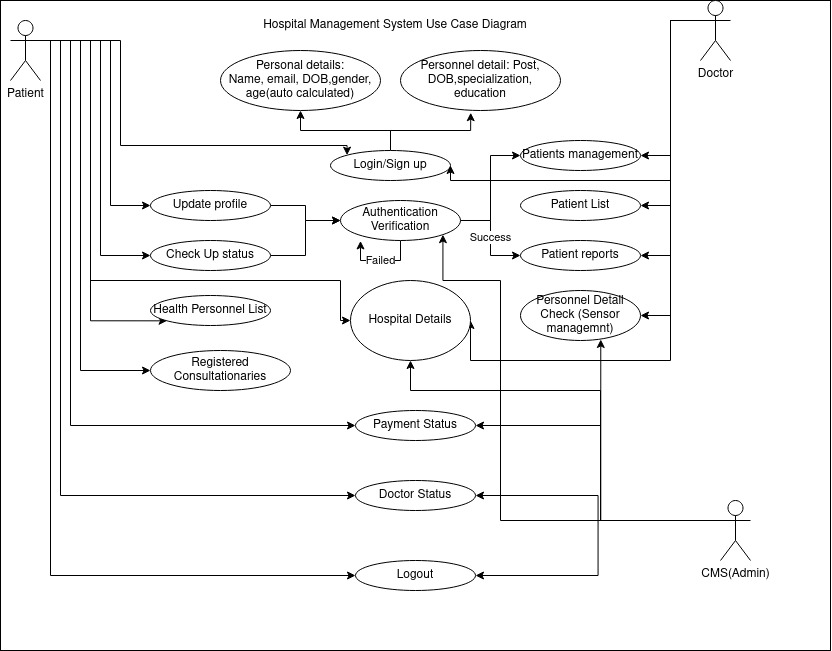 Hospital Management System Use Case Diagram
Patient
Doctor
Personal details:
Name, email, DOB,gender,
age(auto calculated)
Personnel detail: Post,
DOB,specialization,
education
Login/Sign up
Patients management
Update profile
Authentication
Verification
Patient List
Success
Check Up status
Failed
Patient reports
Health Personnel List
Hospital Details
Personnel Detail
Check (Sensor
managemnt)
Registered
Consultationaries
Payment Status
Doctor Status
Logout
CMS(Admin)